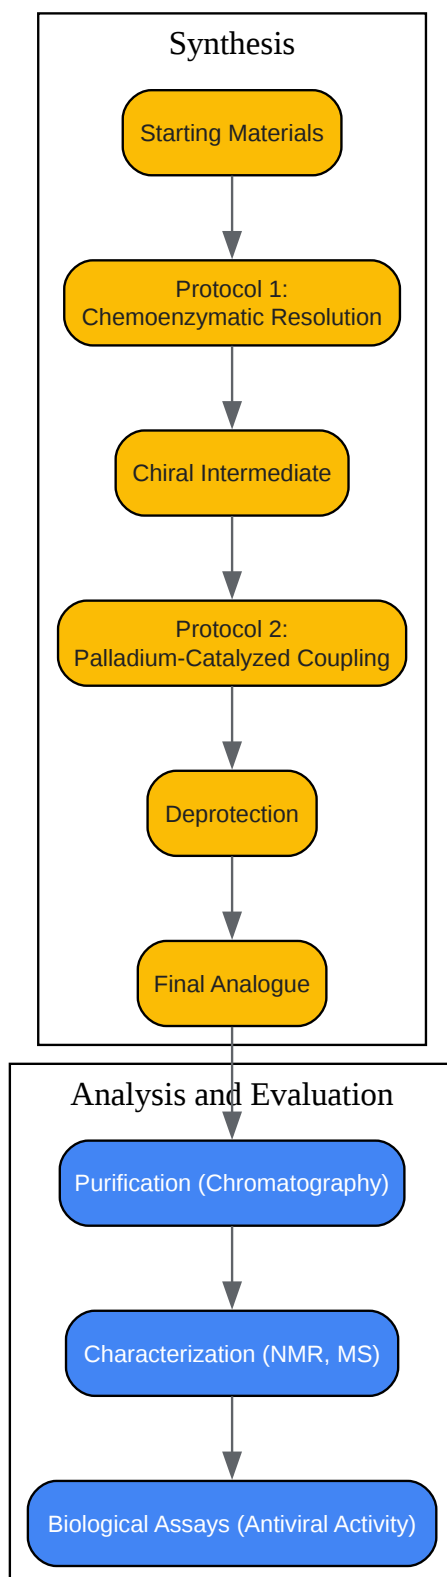 Synthesis
Starting Materials
Protocol 1:
Chemoenzymatic Resolution
Chiral Intermediate
Protocol 2:
Palladium-Catalyzed Coupling
Deprotection
Final Analogue
Analysis and Evaluation
Purification (Chromatography)
Characterization (NMR, MS)
Biological Assays (Antiviral Activity)